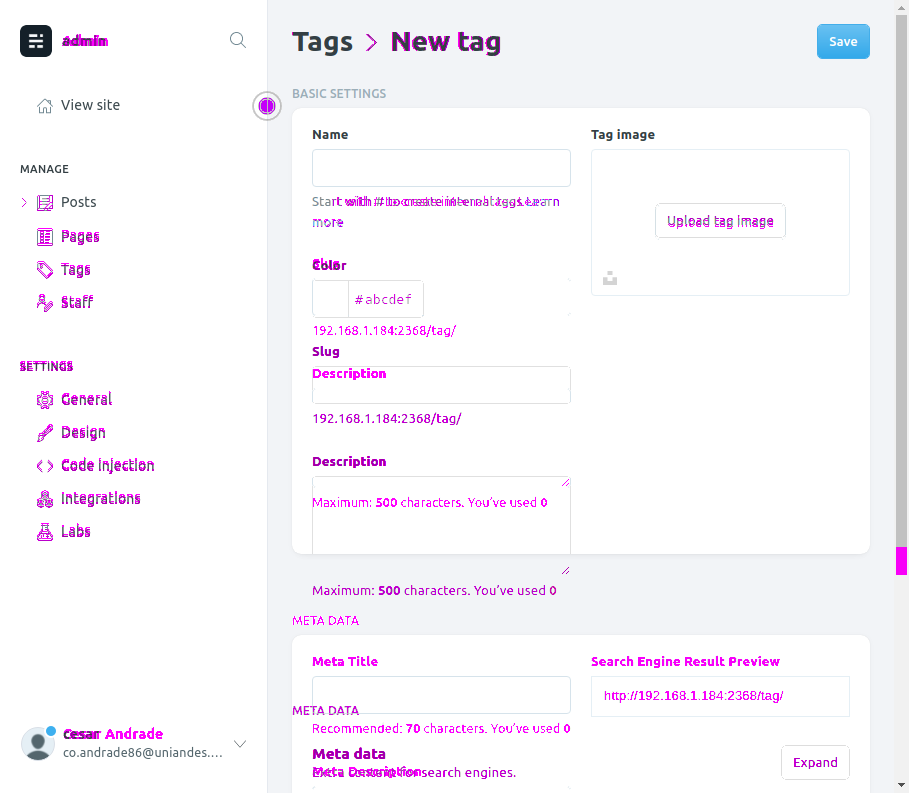 Admin
View site
MANAGE
Posts
Pages
Tags
Staff
SETTINGS
General
Design
Code injection
Integrations
Labs
Cesar Andrade
co.andrade86@uniandes....
Tags > New tag
Save
BASIC SETTINGS
Name
Start with # to create internal tags Learn
more
Color
Slug
#abcdef
192.168.1.184:2368/tag/
Slug
Description
192.168.1.184:2368/tag/
Description
Maximum: 500 characters. You’ve used 0
Maximum: 500 characters. You’ve used 0
Tag image
Upload tag image
META DATA
Meta Title
META DATA
Recommended: 70 characters. You’ve used 0
Meta data
Meta Description
Extra content for search engines.
Search Engine Result Preview
http://192.168.1.184:2368/tag/
Expand